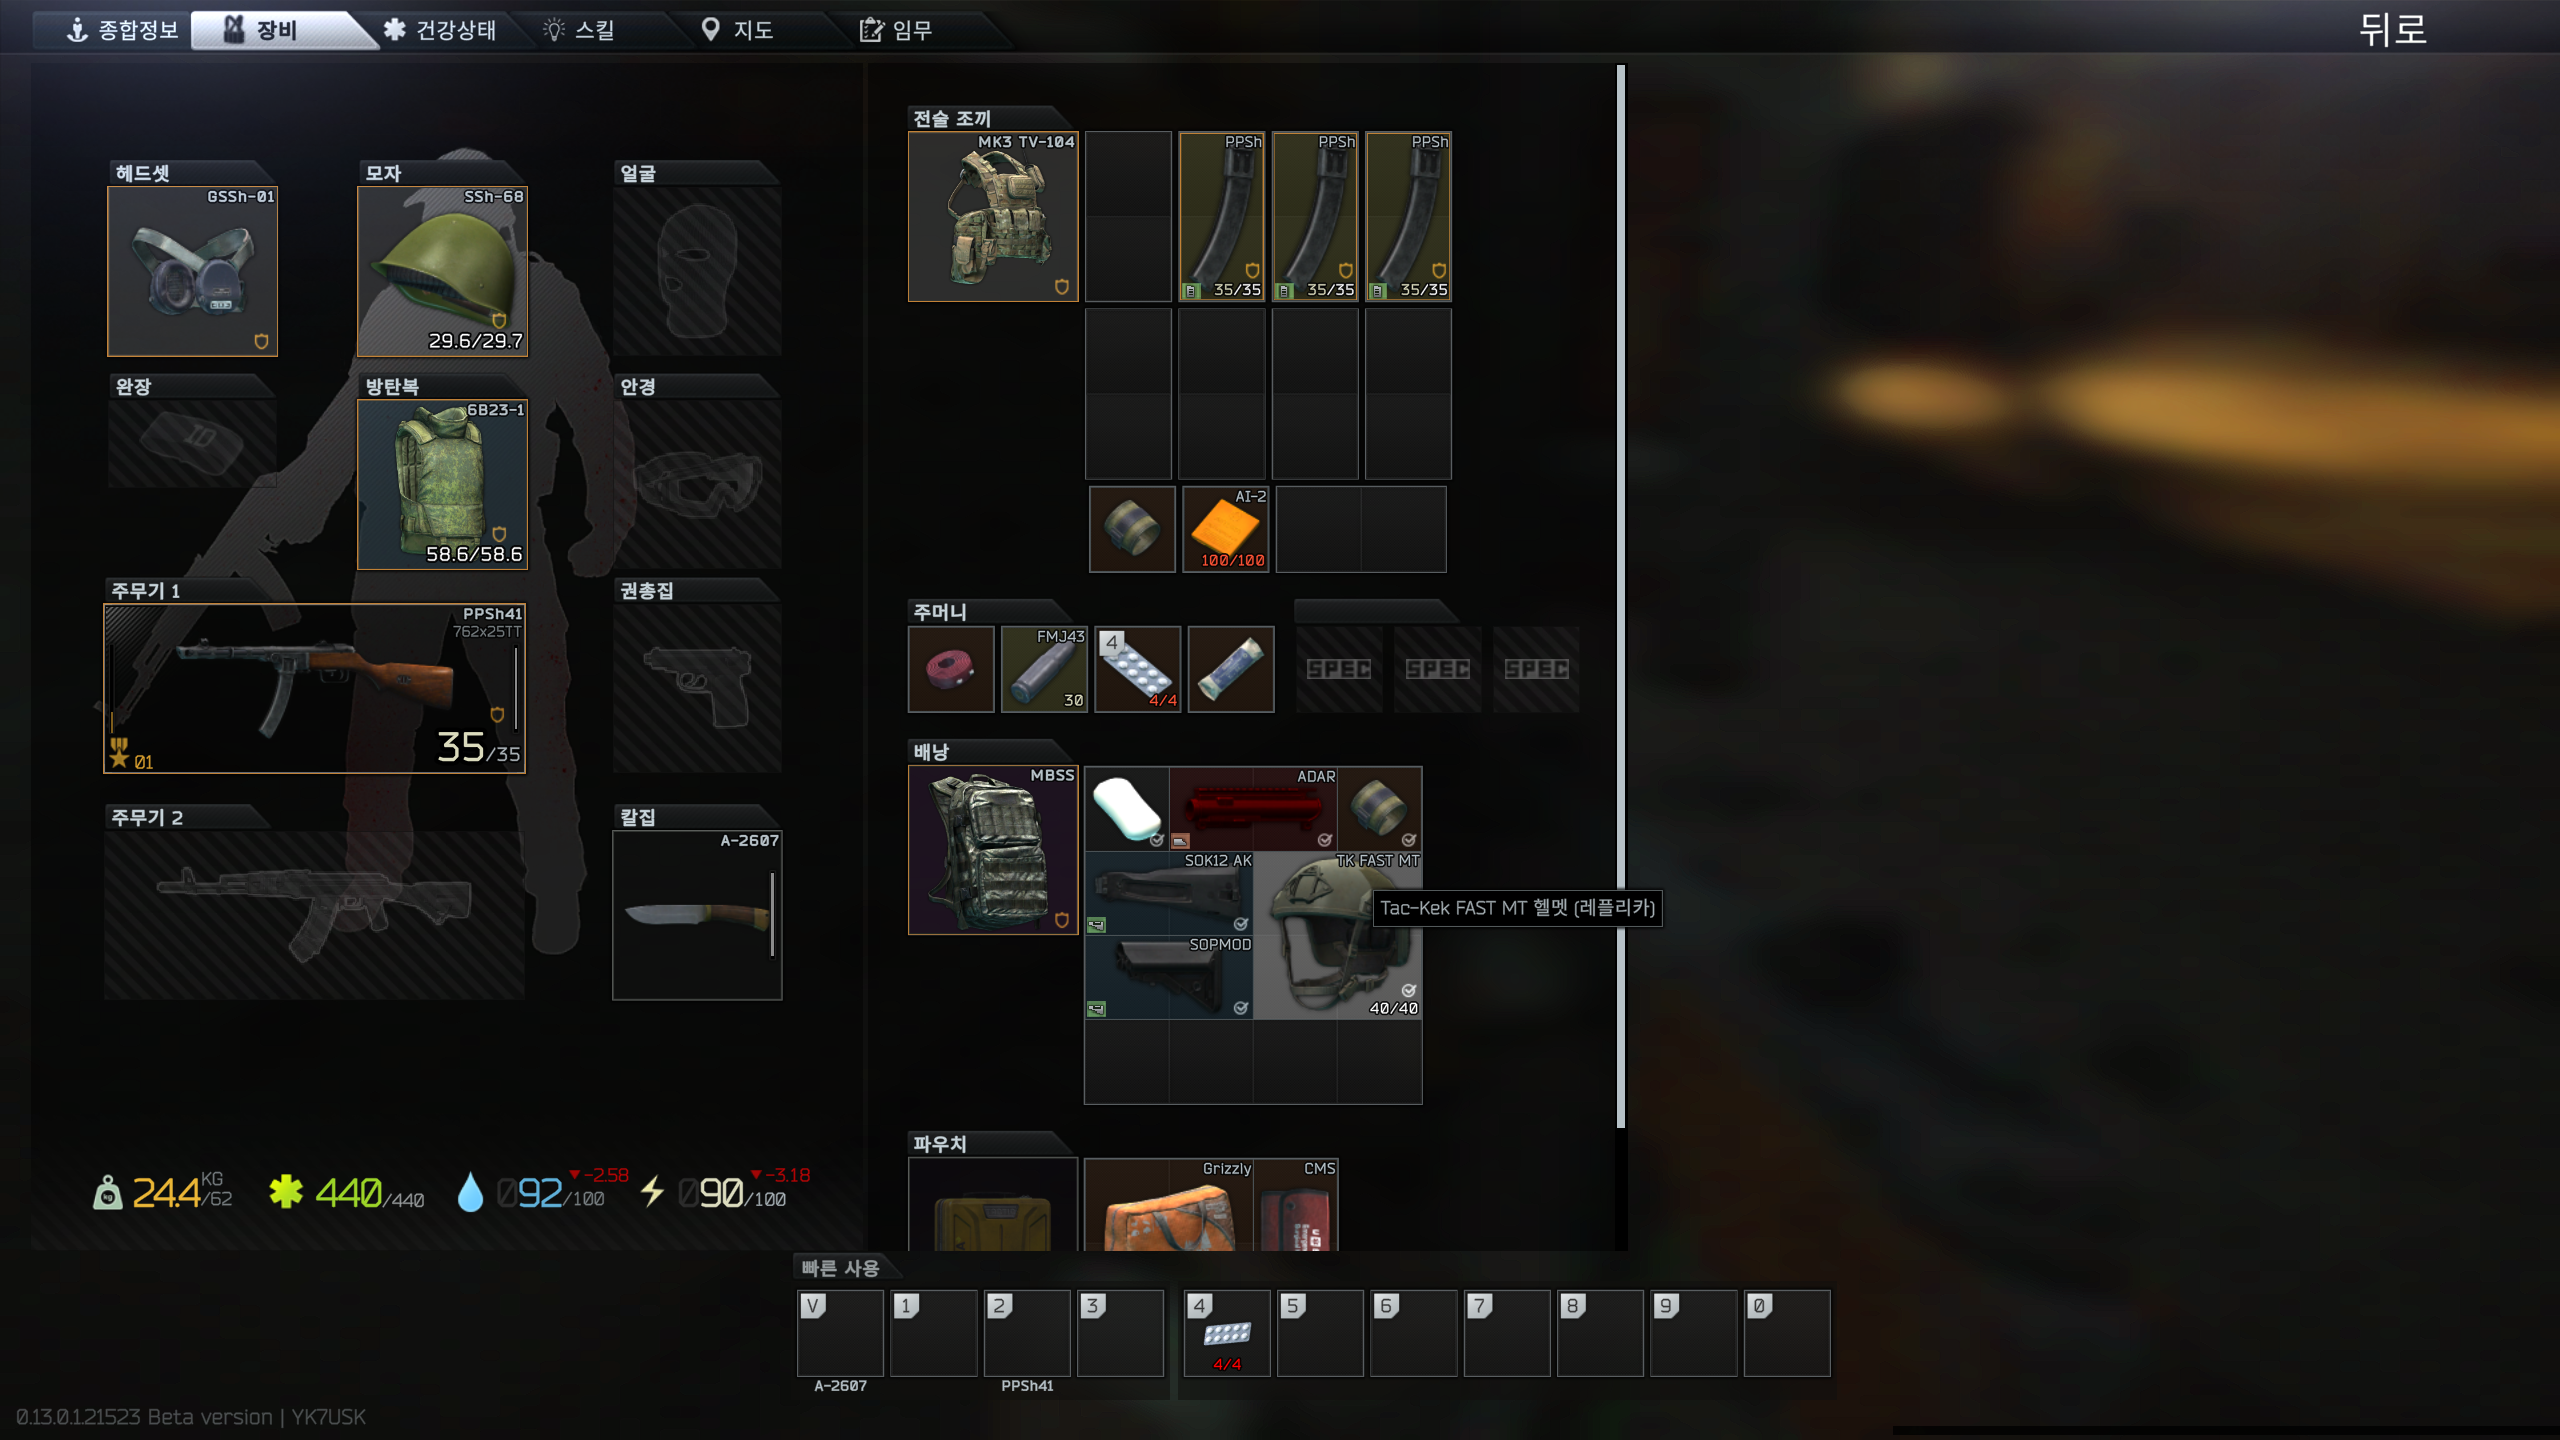 종합정보
장비
건강상태
스킬
지도
임무
뒤로
헤드셋
GSSh-01
모자
SSh-68
29.6/29.7
얼굴
완장
방탄복
6B23-1
58.6/58.6
안경
주무기 1
PPSh41
762x25TT
01
35/35
권총집
주무기 2
칼집
A-2607
24.4 KG /62
440/440
092/100 ▼-2.58
090/100 ▼-3.18
전술 조끼
MK3 TV-104
PPSh
35/35
PPSh
35/35
PPSh
35/35
AI-2
100/100
주머니
FMJ43
30
4
4/4
SPEC
SPEC
SPEC
배낭
MBSS
ADAR
SOK12 AK
TK FAST MT
Tac-Kek FAST MT 헬멧 (레플리카)
SOPMOD
40/40
파우치
Grizzly
CMS
빠른 사용
V
1
2
3
4
5
6
7
8
9
0
4/4
A-2607
PPSh41
0.13.0.1.21523 Beta version | YK7USK